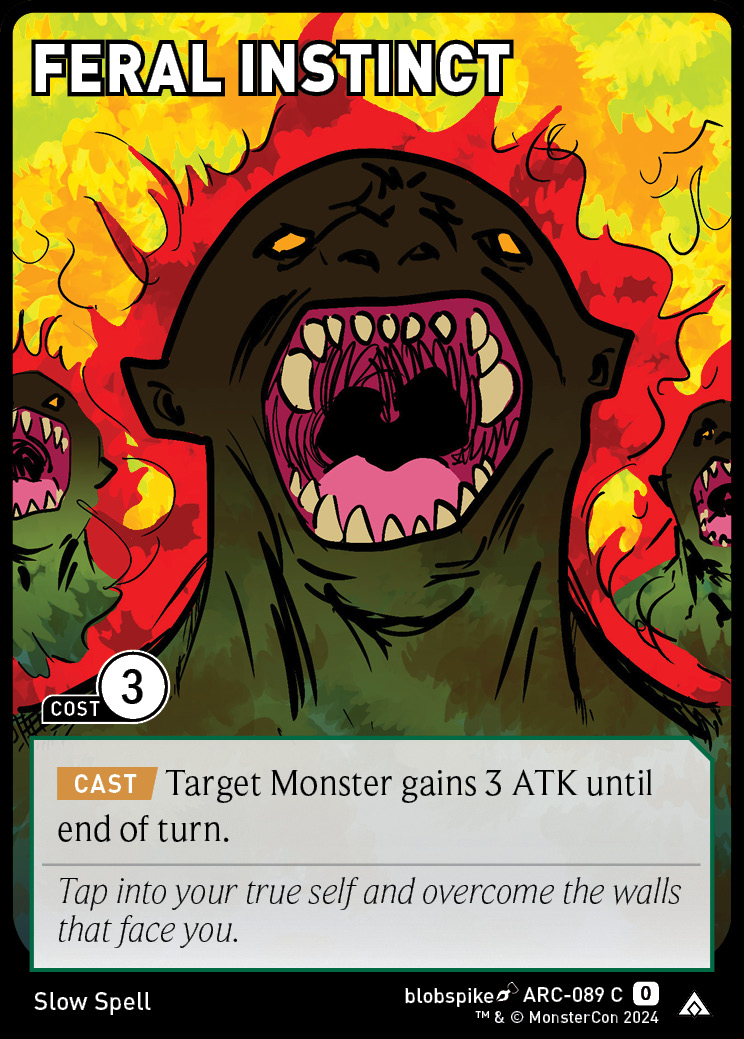 FERAL INSTINCT
COST 3
CAST Target Monster gains 3 ATK until
end of turn.
Tap into your true self and overcome the walls
that face you.
Slow Spell
blobspike ARC-089 C 0
™ & © MonsterCon 2024